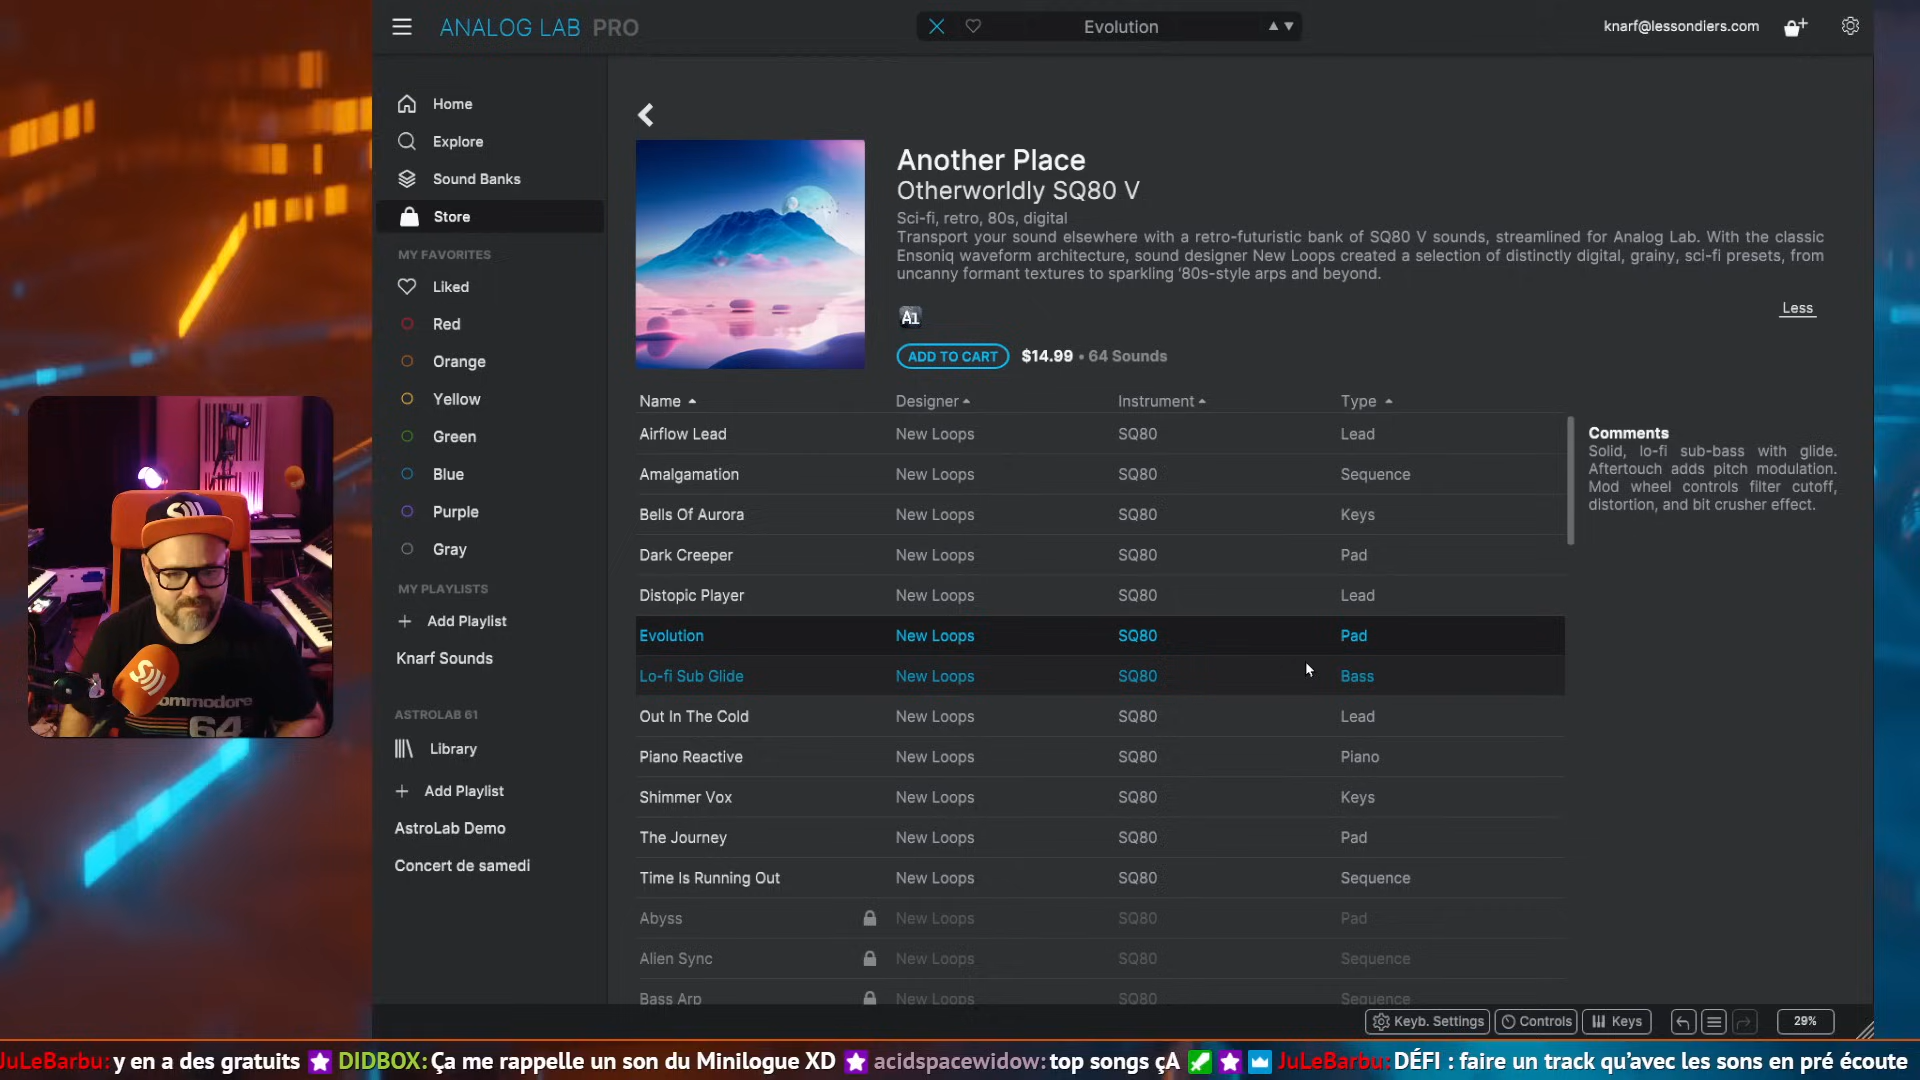 ANALOG LAB PRO
Evolution
knarf@lessondiers.com
Home
Explore
Sound Banks
Store
MY FAVORITES
Liked
Red
Orange
Yellow
Green
Blue
Purple
Gray
MY PLAYLISTS
Add Playlist
Knarf Sounds
ASTROLAB 61
Library
Add Playlist
AstroLab Demo
Concert de samedi
Another Place
Otherworldly SQ80 V
Sci-fi, retro, 80s, digital
Transport your sound elsewhere with a retro-futuristic bank of SQ80 V sounds, streamlined for Analog Lab. With the classic
Ensoniq waveform architecture, sound designer New Loops created a selection of distinctly digital, grainy, sci-fi presets, from
uncanny formant textures to sparkling ‘80s-style arps and beyond.
A1
Less
ADD TO CART $14.99 • 64 Sounds
Name Designer Instrument Type
Airflow Lead New Loops SQ80 Lead
Amalgamation New Loops SQ80 Sequence
Bells Of Aurora New Loops SQ80 Keys
Dark Creeper New Loops SQ80 Pad
Distopic Player New Loops SQ80 Lead
Evolution New Loops SQ80 Pad
Lo-fi Sub Glide New Loops SQ80 Bass
Out In The Cold New Loops SQ80 Lead
Piano Reactive New Loops SQ80 Piano
Shimmer Vox New Loops SQ80 Keys
The Journey New Loops SQ80 Pad
Time Is Running Out New Loops SQ80 Sequence
Abyss New Loops SQ80 Pad
Alien Sync New Loops SQ80 Sequence
Bass Arp New Loops SQ80 Sequence
Comments
Solid, lo-fi sub-bass with glide.
Aftertouch adds pitch modulation.
Mod wheel controls filter cutoff,
distortion, and bit crusher effect.
Keyb. Settings Controls Keys 29%
ommodore
64
JuLeBarbu: y en a des gratuits DIDBOX: Ça me rappelle un son du Minilogue XD acidspacewidow: top songs çA JuLeBarbu: DÉFI : faire un track qu’avec les sons en pré écoute